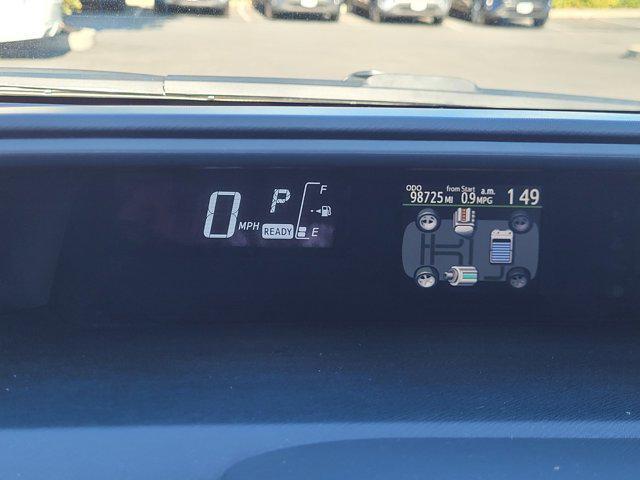 0 MPH P READY F E
ODO from Start a.m.
98725 MI 0.9 MPG 1 49